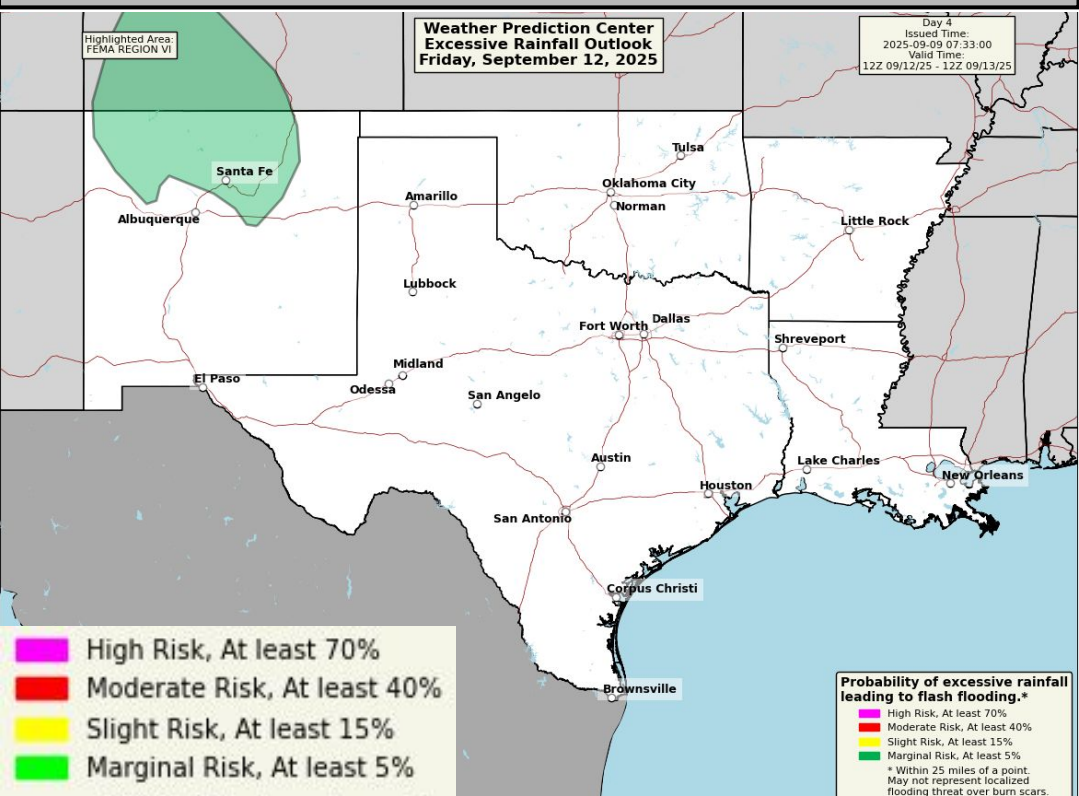 Highlighted Area:
FEMA REGION VI
Weather Prediction Center
Excessive Rainfall Outlook
Friday, September 12, 2025
Day 4
Issued Time:
2025-09-09 07:33:00
Valid Time:
12Z 09/12/25 - 12Z 09/13/25
Tulsa
Santa Fe
Oklahoma City
Amarillo
Norman
Albuquerque
Little Rock
Lubbock
Dallas
Fort Worth
Shreveport
Midland
El Paso
Odessa
San Angelo
Austin
Lake Charles
New Orleans
Houston
San Antonio
Corpus Christi
Brownsville
High Risk, At least 70%
Moderate Risk, At least 40%
Slight Risk, At least 15%
Marginal Risk, At least 5%
Probability of excessive rainfall
leading to flash flooding.*
High Risk, At least 70%
Moderate Risk, At least 40%
Slight Risk, At least 15%
Marginal Risk, At least 5%
* Within 25 miles of a point.
May not represent localized
flooding threat over burn scars.